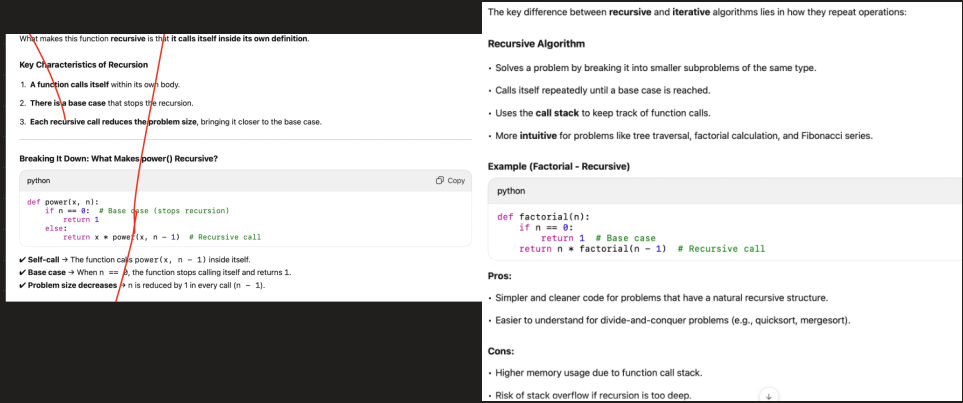 What makes this function recursive is that it calls itself inside its own definition.
Key Characteristics of Recursion
1. A function calls itself within its own body.
2. There is a base case that stops the recursion.
3. Each recursive call reduces the problem size, bringing it closer to the base case.
Breaking It Down: What Makes power() Recursive?
python
Copy
def power(x, n):
    if n == 0:  # Base case (stops recursion)
        return 1
    else:
        return x * power(x, n - 1)  # Recursive call
✔ Self-call → The function calls power(x, n - 1) inside itself.
✔ Base case → When n == 0, the function stops calling itself and returns 1.
✔ Problem size decreases → n is reduced by 1 in every call (n - 1).
The key difference between recursive and iterative algorithms lies in how they repeat operations:
Recursive Algorithm
• Solves a problem by breaking it into smaller subproblems of the same type.
• Calls itself repeatedly until a base case is reached.
• Uses the call stack to keep track of function calls.
• More intuitive for problems like tree traversal, factorial calculation, and Fibonacci series.
Example (Factorial - Recursive)
python
def factorial(n):
    if n == 0:
        return 1  # Base case
    return n * factorial(n - 1)  # Recursive call
Pros:
• Simpler and cleaner code for problems that have a natural recursive structure.
• Easier to understand for divide-and-conquer problems (e.g., quicksort, mergesort).
Cons:
• Higher memory usage due to function call stack.
• Risk of stack overflow if recursion is too deep.